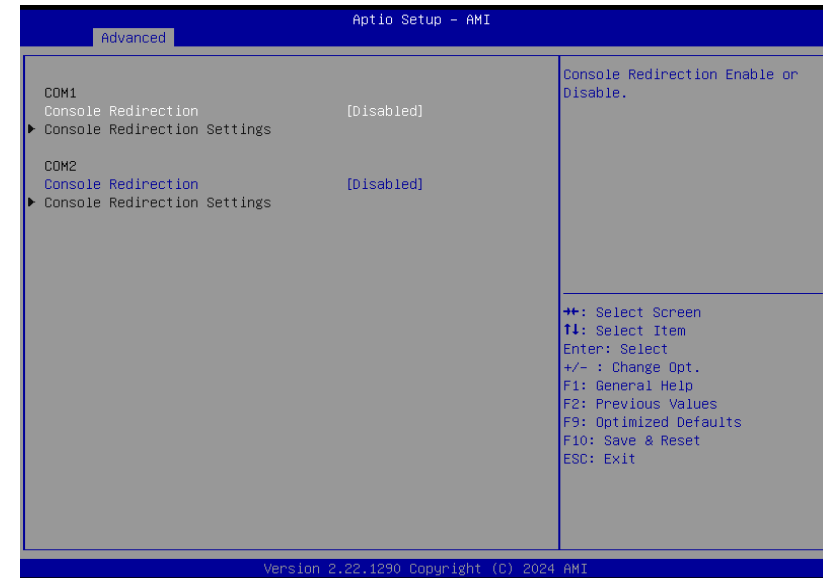 Aptio Setup – AMI
Advanced
COM1
Console Redirection [Disabled]
► Console Redirection Settings
COM2
Console Redirection [Disabled]
► Console Redirection Settings
Console Redirection Enable or
Disable.
→←: Select Screen
↑↓: Select Item
Enter: Select
+/- : Change Opt.
F1: General Help
F2: Previous Values
F9: Optimized Defaults
F10: Save & Reset
ESC: Exit
Version 2.22.1290 Copyright (C) 2024 AMI